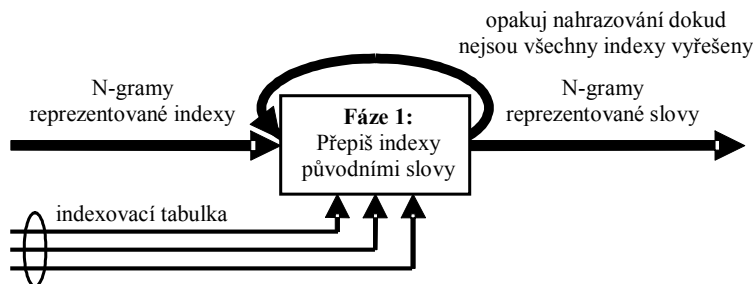 opakuj nahrazování dokud
nejsou všechny indexy vyřešeny
N-gramy
reprezentované indexy
Fáze 1:
Přepiš indexy
původními slovy
N-gramy
reprezentované slovy
indexovací tabulka